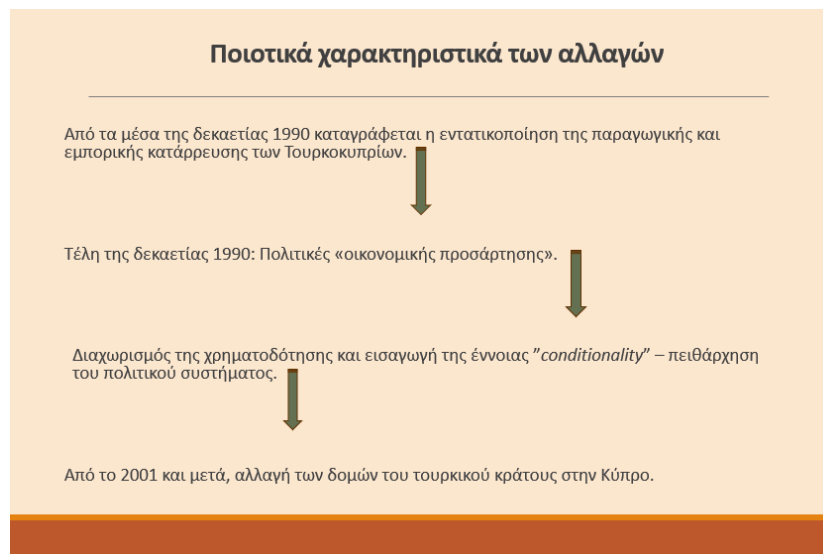 Ποιοτικά χαρακτηριστικά των αλλαγών
Από τα μέσα της δεκαετίας 1990 καταγράφεται η εντατικοποίηση της παραγωγικής και
εμπορικής κατάρρευσης των Τουρκοκυπρίων.
Τέλη της δεκαετίας 1990: Πολιτικές «οικονομικής προσάρτησης».
Διαχωρισμός της χρηματοδότησης και εισαγωγή της έννοιας ”conditionality” – πειθάρχηση
του πολιτικού συστήματος.
Από το 2001 και μετά, αλλαγή των δομών του τουρκικού κράτους στην Κύπρο.